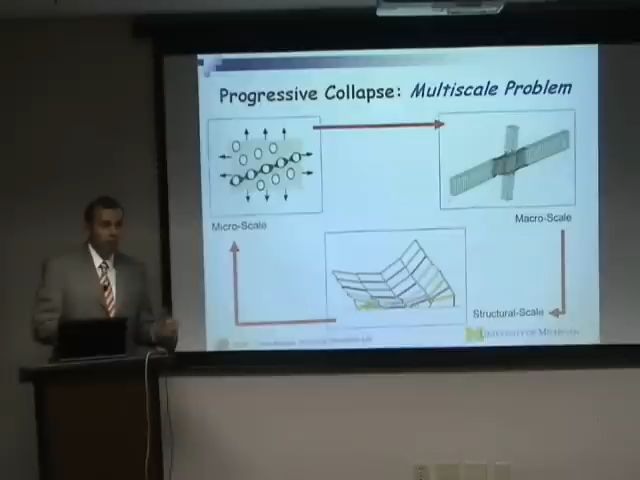 Progressive Collapse: Multiscale Problem
Micro-Scale
Macro-Scale
Structural-Scale
UNIVERSITY OF MICHIGAN